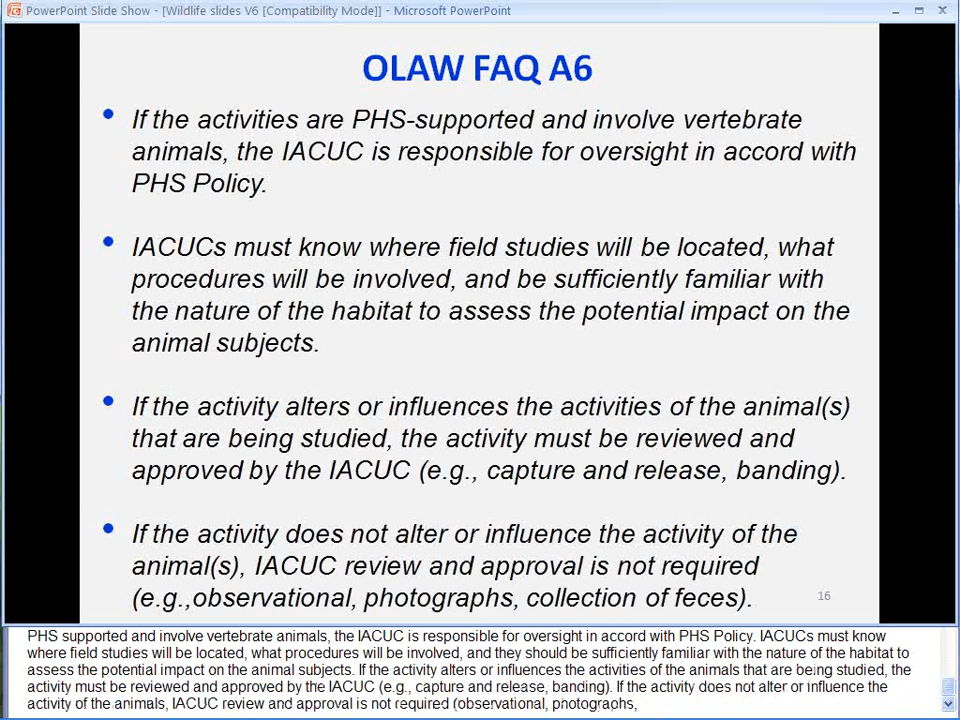 PowerPoint Slide Show - [Wildlife slides V6 [Compatibility Mode]] - Microsoft PowerPoint
OLAW FAQ A6
• If the activities are PHS-supported and involve vertebrate
animals, the IACUC is responsible for oversight in accord with
PHS Policy.
• IACUCs must know where field studies will be located, what
procedures will be involved, and be sufficiently familiar with
the nature of the habitat to assess the potential impact on the
animal subjects.
• If the activity alters or influences the activities of the animal(s)
that are being studied, the activity must be reviewed and
approved by the IACUC (e.g., capture and release, banding).
• If the activity does not alter or influence the activity of the
animal(s), IACUC review and approval is not required
(e.g.,observational, photographs, collection of feces).
16
PHS supported and involve vertebrate animals, the IACUC is responsible for oversight in accord with PHS Policy. IACUCs must know
where field studies will be located, what procedures will be involved, and they should be sufficiently familiar with the nature of the habitat to
assess the potential impact on the animal subjects. If the activity alters or influences the activities of the animals that are being studied, the
activity must be reviewed and approved by the IACUC (e.g., capture and release, banding). If the activity does not alter or influence the
activity of the animals, IACUC review and approval is not required (observational, photographs,